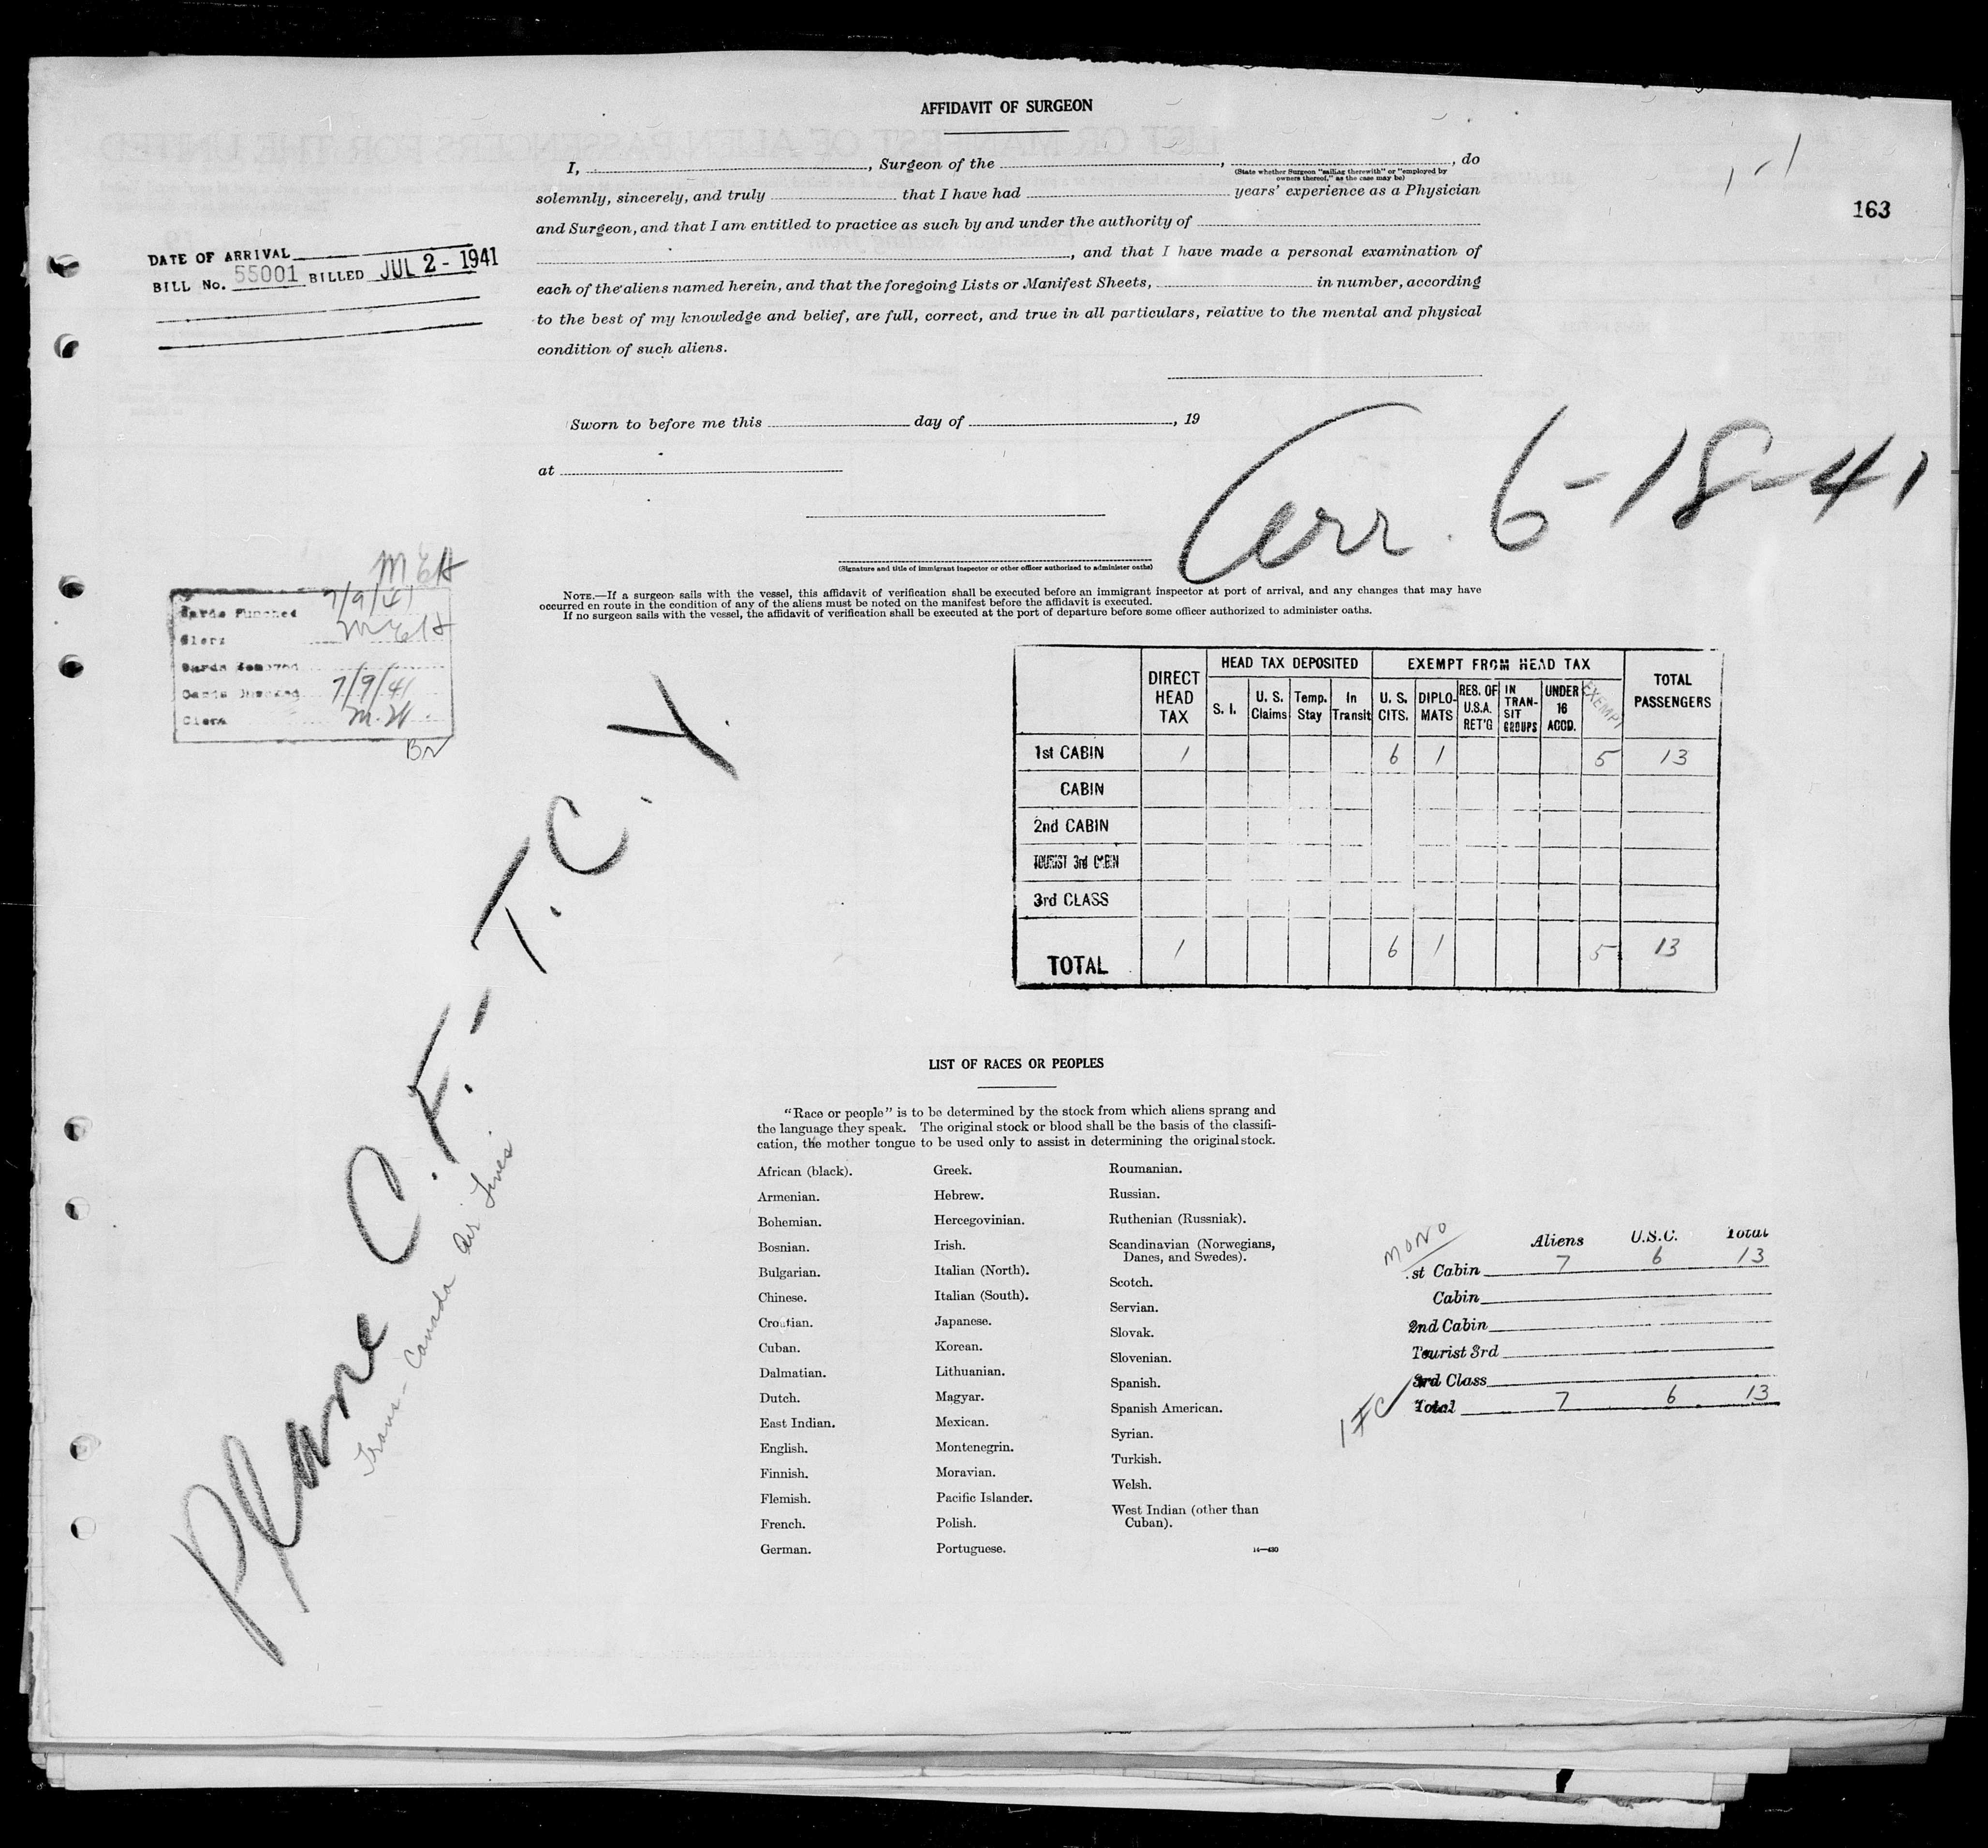 AFFIDAVIT OF SURGEON
I, , Surgeon of the , , do
(State whether Surgeon "sailing therewith" or "employed by
owners thereof," as the case may be)
solemnly, sincerely, and truly that I have had years' experience as a Physician
and Surgeon, and that I am entitled to practice as such by and under the authority of
, and that I have made a personal examination of
each of the aliens named herein, and that the foregoing Lists or Manifest Sheets, in number, according
to the best of my knowledge and belief, are full, correct, and true in all particulars, relative to the mental and physical
condition of such aliens.
163
DATE OF ARRIVAL
BILL No. 55001 BILLED JUL 2 - 1941
Sworn to before me this day of , 19
at
Arr. 6-18-41
(Signature and title of immigrant inspector or other officer authorized to administer oaths)
NOTE.—If a surgeon sails with the vessel, this affidavit of verification shall be executed before an immigrant inspector at port of arrival, and any changes that may have
occurred en route in the condition of any of the aliens must be noted on the manifest before the affidavit is executed.
If no surgeon sails with the vessel, the affidavit of verification shall be executed at the port of departure before some officer authorized to administer oaths.
Cards Punched 7/9/41
Clerk
Cards Removed
Cards Checked 7/9/41
Clerk M.H.
DIRECT HEAD TAX
HEAD TAX DEPOSITED
EXEMPT FROM HEAD TAX
TOTAL PASSENGERS
S. I. U. S. Claims Temp. Stay In Transit U. S. CITS. DIPLO-MATS RES. OF U.S.A. RET'G IN TRAN-SIT GROUPS UNDER 16 ACCD. EXEMPT
1st CABIN 1 6 1 5 13
CABIN
2nd CABIN
TOURIST 3rd CABIN
3rd CLASS
TOTAL 1 6 1 5 13
Plane C.F.-T.C.Y.
Trans-Canada Air Lines
LIST OF RACES OR PEOPLES
"Race or people" is to be determined by the stock from which aliens sprang and
the language they speak. The original stock or blood shall be the basis of the classifi-
cation, the mother tongue to be used only to assist in determining the original stock.
African (black).
Armenian.
Bohemian.
Bosnian.
Bulgarian.
Chinese.
Croatian.
Cuban.
Dalmatian.
Dutch.
East Indian.
English.
Finnish.
Flemish.
French.
German.
Greek.
Hebrew.
Hercegovinian.
Irish.
Italian (North).
Italian (South).
Japanese.
Korean.
Lithuanian.
Magyar.
Mexican.
Montenegrin.
Moravian.
Pacific Islander.
Polish.
Portuguese.
Roumanian.
Russian.
Ruthenian (Russniak).
Scandinavian (Norwegians,
Danes, and Swedes).
Scotch.
Servian.
Slovak.
Slovenian.
Spanish.
Spanish American.
Syrian.
Turkish.
Welsh.
West Indian (other than
Cuban).
14—430
MONO
Aliens U.S.C. Total
st Cabin 7 6 13
Cabin
2nd Cabin
Tourist 3rd
3rd Class
Total 7 6 13